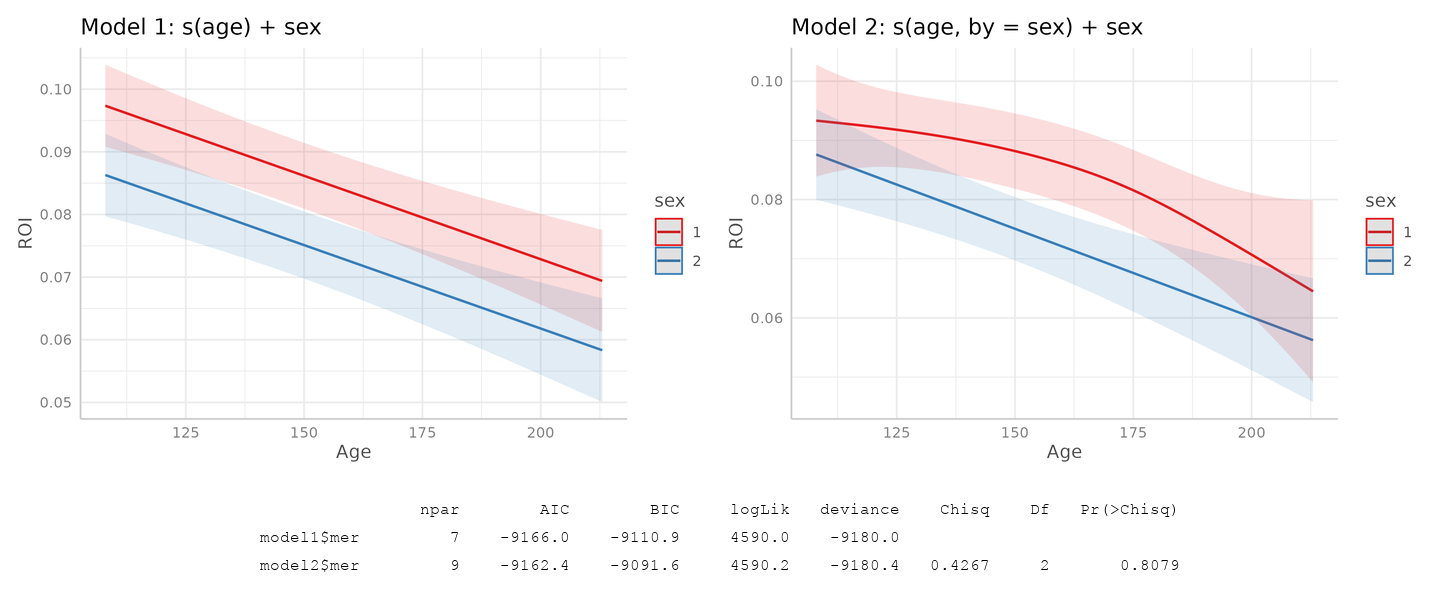 Model 1: s(age) + sex
0.10
0.09
0.08
0.07
0.06
0.05
ROI
125 150 175 200
Age
sex
1
2
Model 2: s(age, by = sex) + sex
0.10
0.08
0.06
ROI
125 150 175 200
Age
sex
1
2
npar AIC BIC logLik deviance Chisq Df Pr(>Chisq)
model1$mer 7 -9166.0 -9110.9 4590.0 -9180.0
model2$mer 9 -9162.4 -9091.6 4590.2 -9180.4 0.4267 2 0.8079